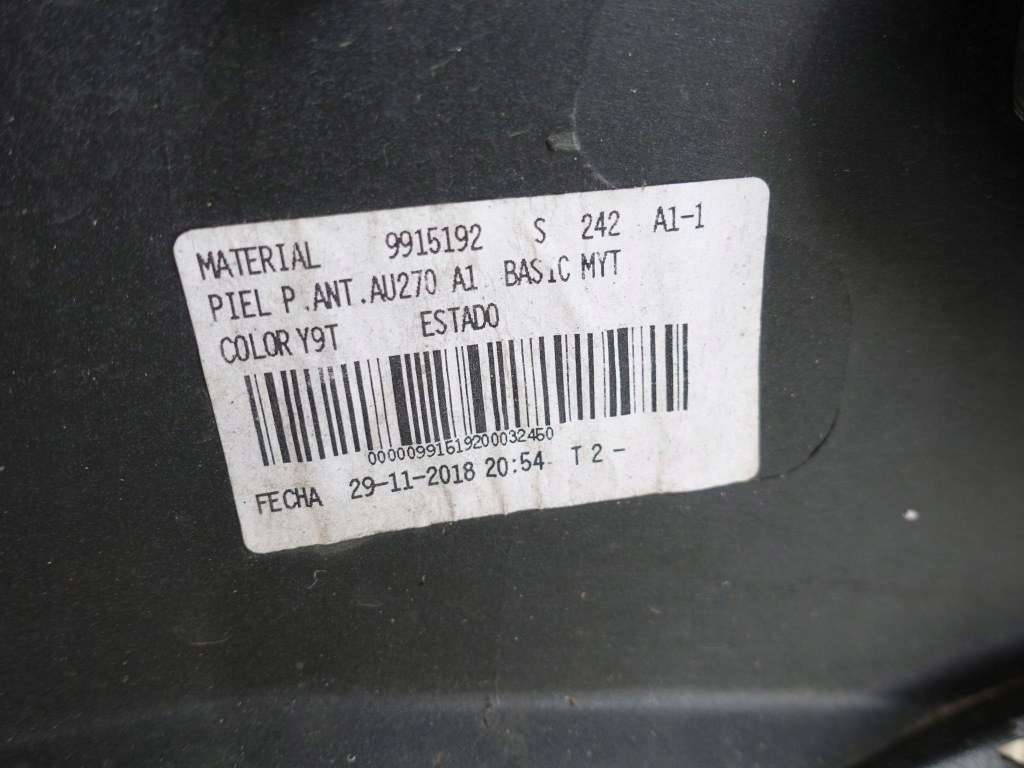 MATERIAL 9915192 S 242 A1-1
PIEL P.ANT.AU270 A1 BASIC MYT
COLOR Y9T ESTADO
00000991519200032450
FECHA 29-11-2018 20:54 T 2 -